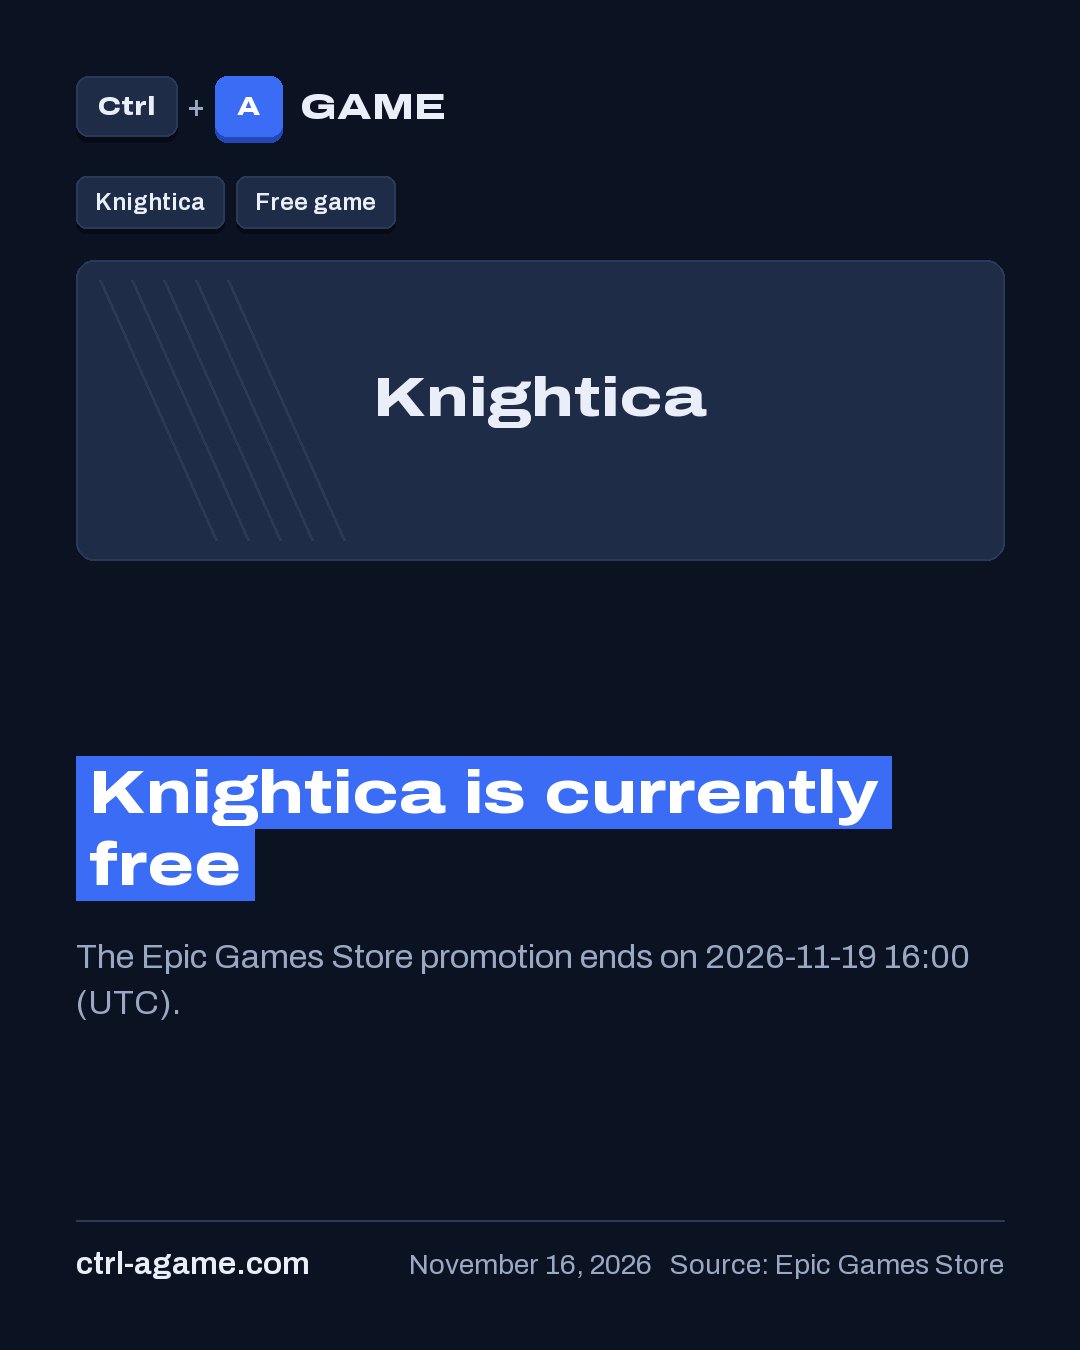 Ctrl + A GAME
Knightica Free game
Knightica
Knightica is currently
free
The Epic Games Store promotion ends on 2026-11-19 16:00
(UTC).
ctrl-agame.com November 16, 2026 Source: Epic Games Store